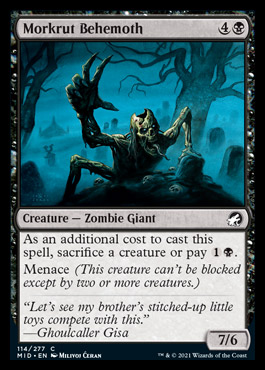 Morkrut Behemoth 4
Creature — Zombie Giant
As an additional cost to cast this
spell, sacrifice a creature or pay 1 .
Menace (This creature can't be blocked
except by two or more creatures.)
"Let's see my brother's stitched-up little
toys compete with this."
—Ghoulcaller Gisa
7/6
114/277 C
MID • EN Milivoj Ćeran
™ & © 2021 Wizards of the Coast